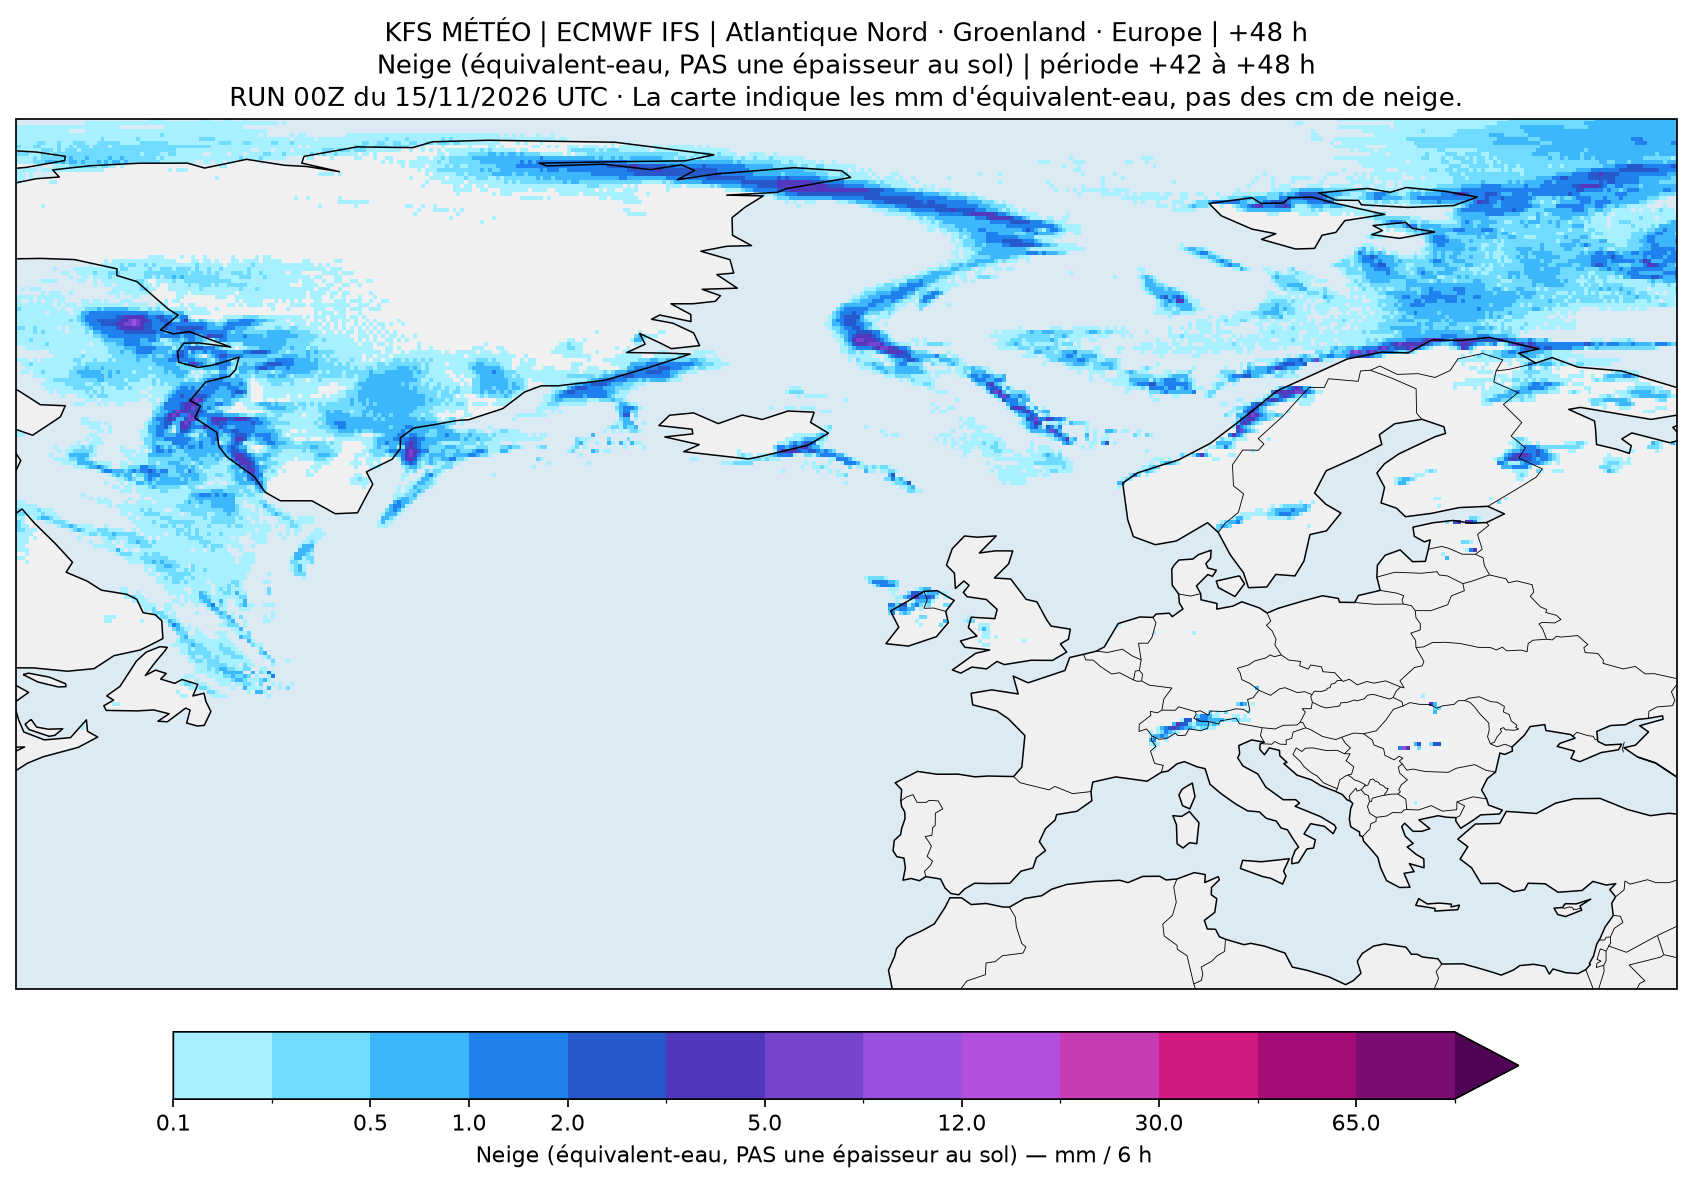 KFS MÉTÉO | ECMWF IFS | Atlantique Nord · Groenland · Europe | +48 h
Neige (équivalent-eau, PAS une épaisseur au sol) | période +42 à +48 h
RUN 00Z du 15/11/2026 UTC · La carte indique les mm d'équivalent-eau, pas des cm de neige.
0.1 0.5 1.0 2.0 5.0 12.0 30.0 65.0
Neige (équivalent-eau, PAS une épaisseur au sol) — mm / 6 h